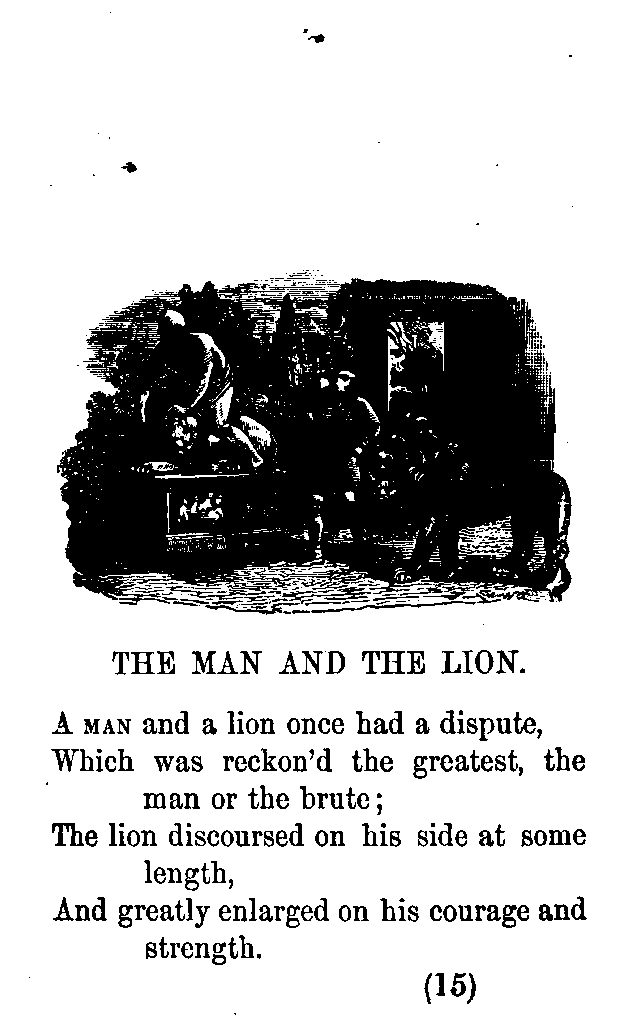 THE MAN AND THE LION.
A MAN and a lion once had a dispute,
Which was reckon'd the greatest, the
man or the brute;
The lion discoursed on his side at some
length,
And greatly enlarged on his courage and
strength.
(15)